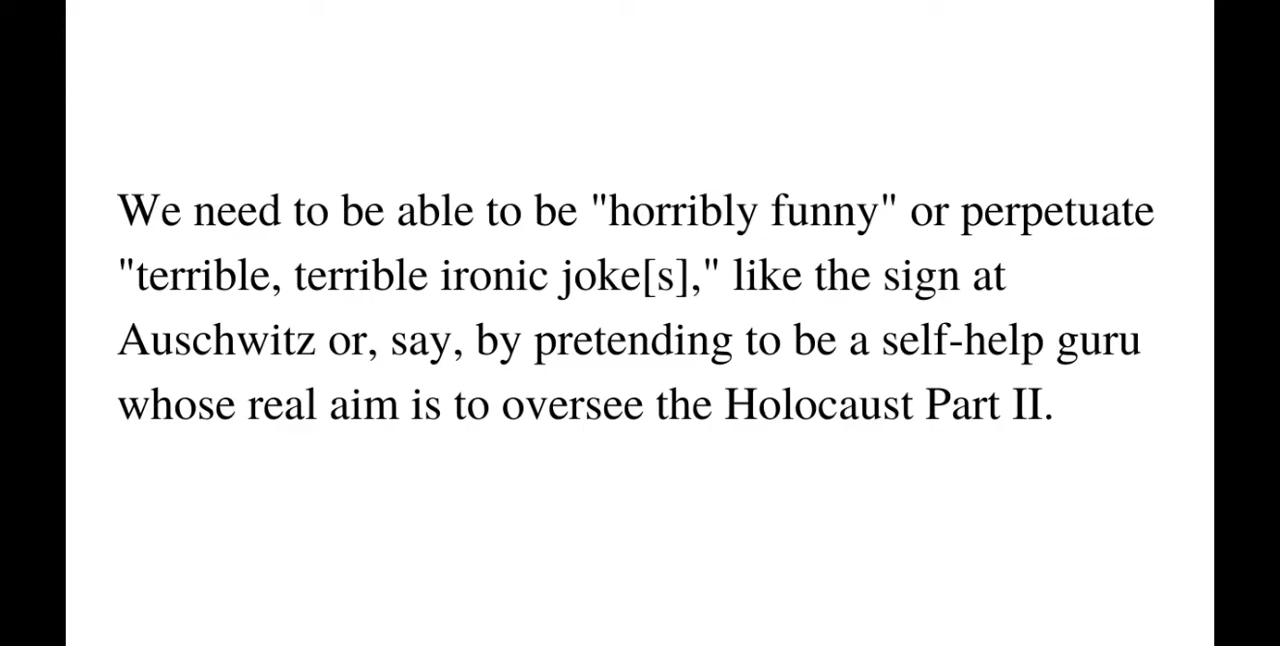 We need to be able to be "horribly funny" or perpetuate
"terrible, terrible ironic joke[s]," like the sign at
Auschwitz or, say, by pretending to be a self-help guru
whose real aim is to oversee the Holocaust Part II.